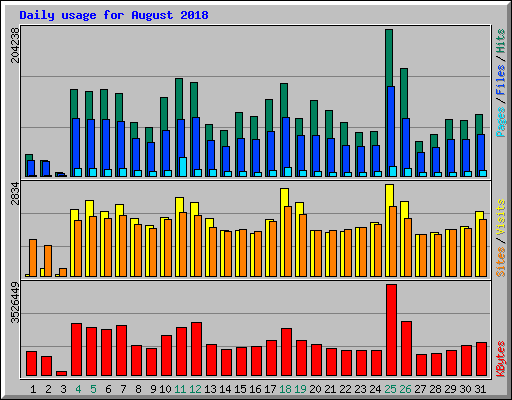 Daily usage for August 2018
204238
Pages / Files / Hits
2834
Sites / Visits
3526449
KBytes
1 2 3 4 5 6 7 8 9 10 11 12 13 14 15 16 17 18 19 20 21 22 23 24 25 26 27 28 29 30 31